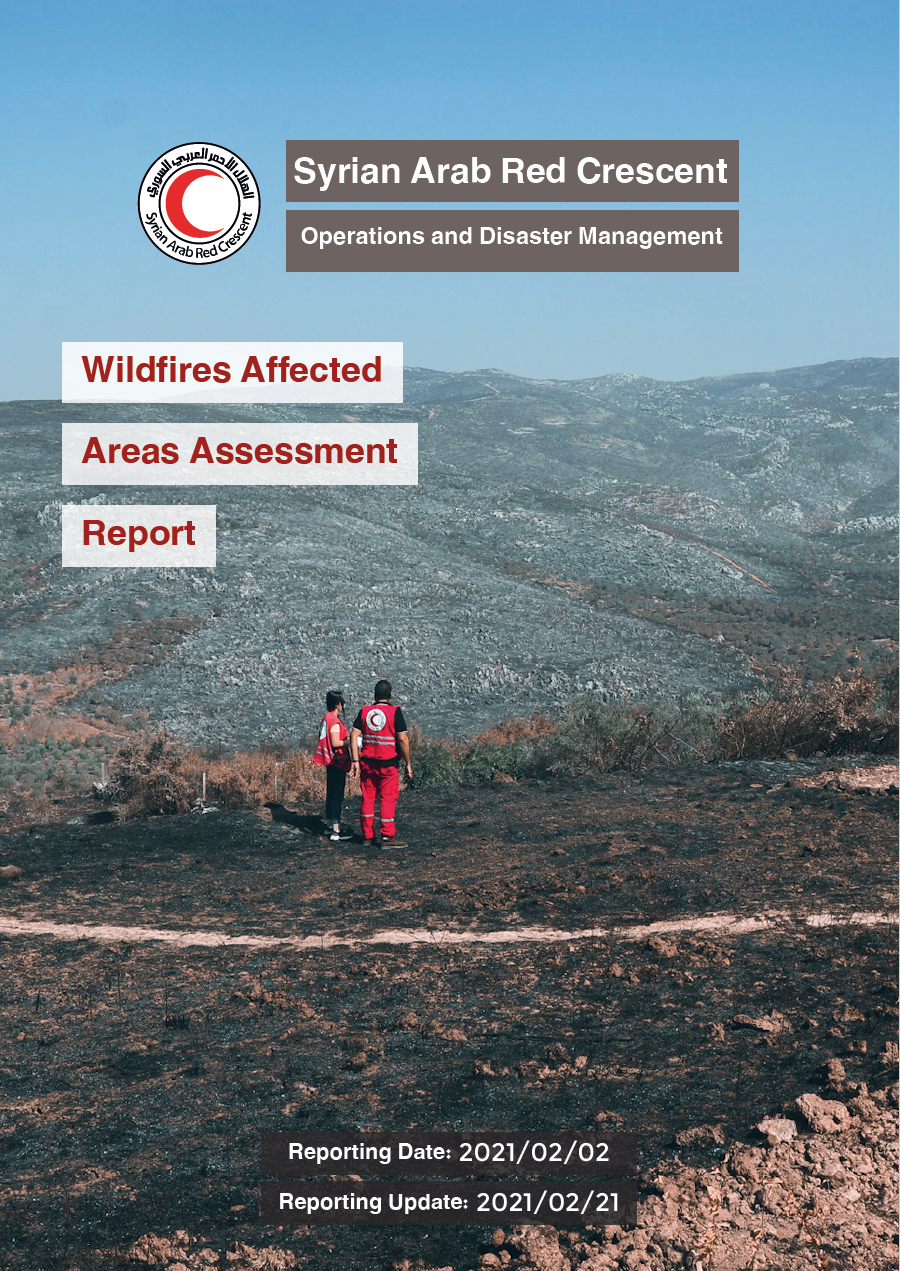 الهلال الأحمر العربي السوري
Syrian Arab Red Crescent
Syrian Arab Red Crescent
Operations and Disaster Management
Wildfires Affected
Areas Assessment
Report
Reporting Date: 2021/02/02
Reporting Update: 2021/02/21